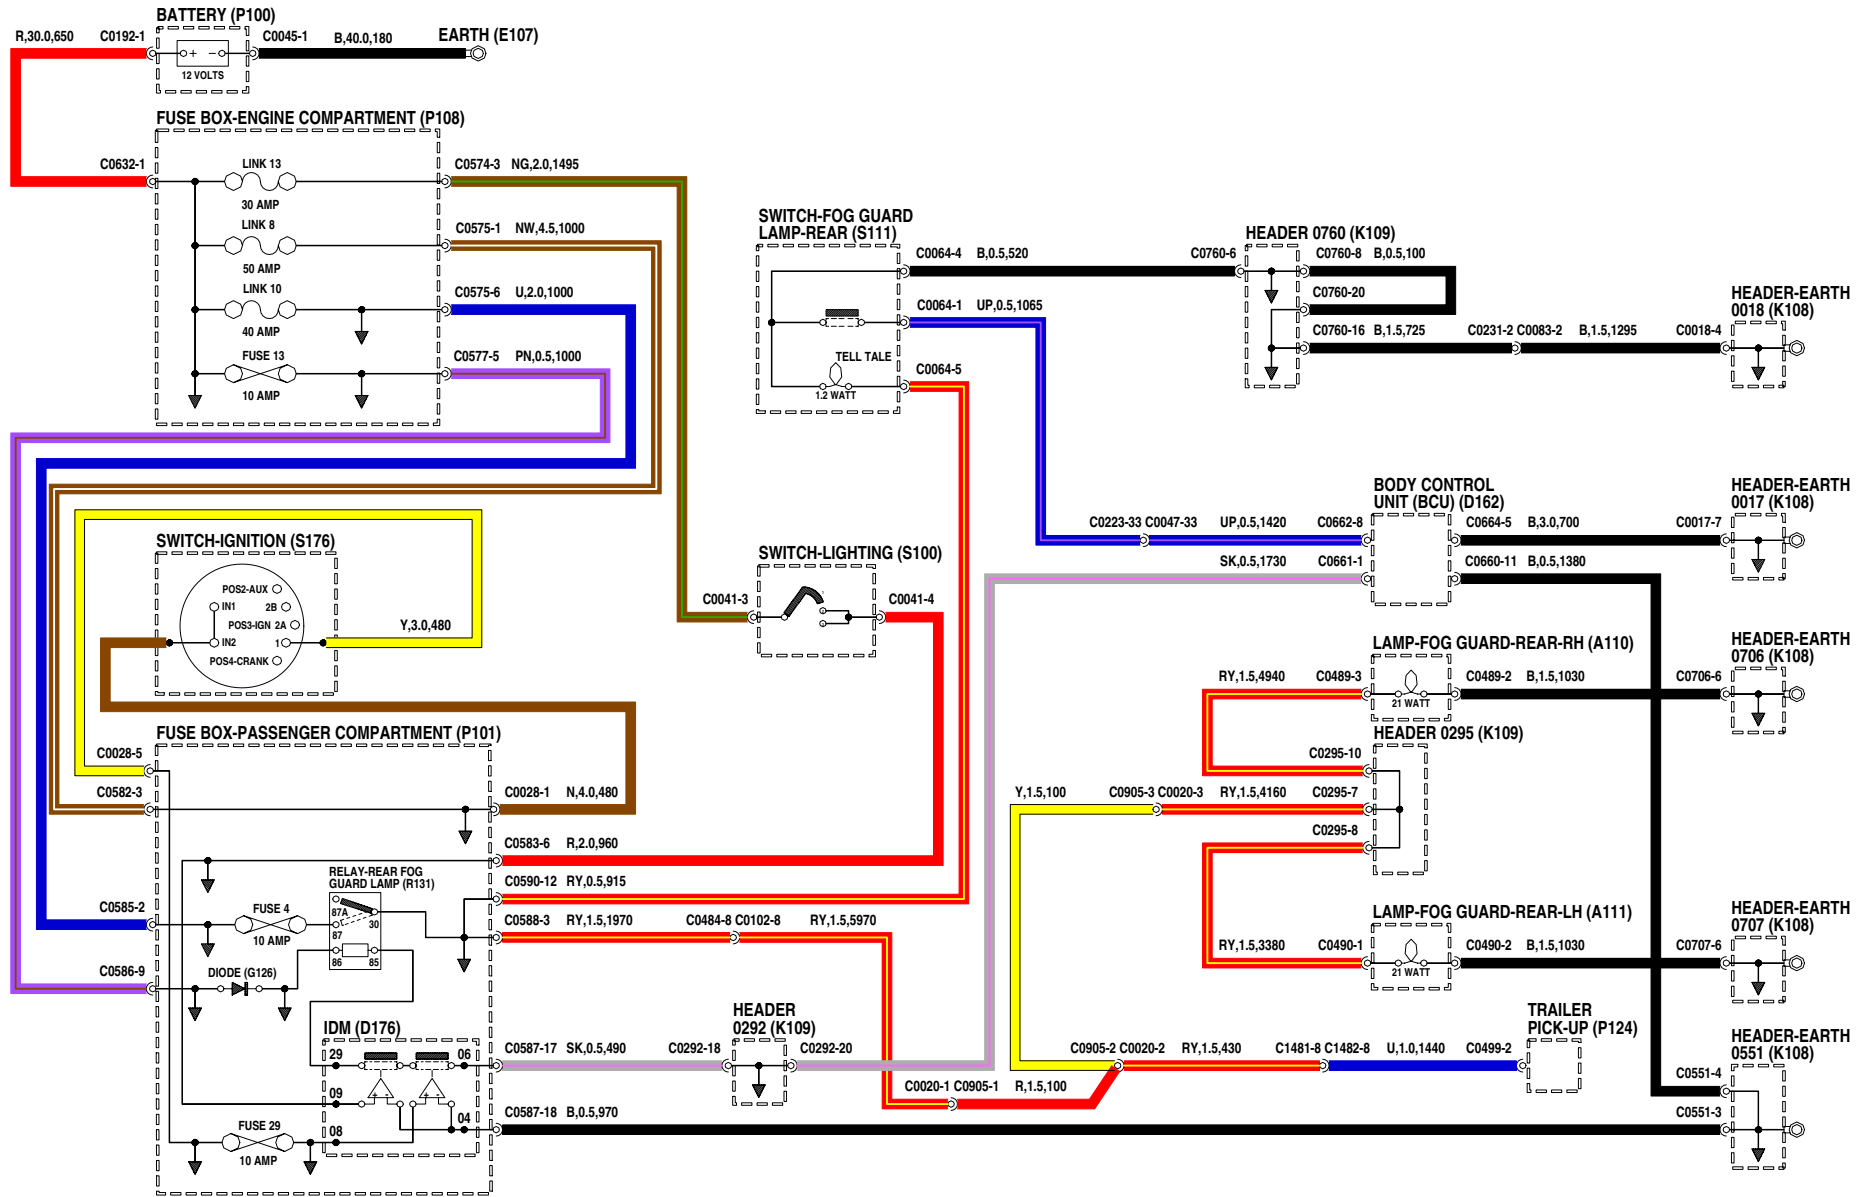 BATTERY (P100)
R,30.0,650
C0192-1
C0045-1
B,40.0,180
EARTH (E107)
+ -
12 VOLTS
FUSE BOX-ENGINE COMPARTMENT (P108)
C0632-1
LINK 13
30 AMP
C0574-3
NG,2.0,1495
LINK 8
50 AMP
C0575-1
NW,4.5,1000
LINK 10
40 AMP
C0575-6
U,2.0,1000
FUSE 13
10 AMP
C0577-5
PN,0.5,1000
SWITCH-FOG GUARD
LAMP-REAR (S111)
C0064-4
B,0.5,520
C0064-1
UP,0.5,1065
TELL TALE
1.2 WATT
C0064-5
C0760-6
HEADER 0760 (K109)
C0760-8
B,0.5,100
C0760-20
C0760-16
B,1.5,725
C0231-2 C0083-2
B,1.5,1295
C0018-4
HEADER-EARTH
0018 (K108)
SWITCH-IGNITION (S176)
POS2-AUX
IN1
2B
POS3-IGN
2A
IN2
1
POS4-CRANK
Y,3.0,480
SWITCH-LIGHTING (S100)
C0041-3
C0041-4
BODY CONTROL
UNIT (BCU) (D162)
C0223-33 C0047-33
UP,0.5,1420
C0662-8
SK,0.5,1730
C0661-1
C0664-5
B,3.0,700
C0017-7
C0660-11
B,0.5,1380
HEADER-EARTH
0017 (K108)
LAMP-FOG GUARD-REAR-RH (A110)
RY,1.5,4940
C0489-3
21 WATT
C0489-2
B,1.5,1030
C0706-6
HEADER-EARTH
0706 (K108)
HEADER 0295 (K109)
C0295-10
Y,1.5,100
C0905-3 C0020-3
RY,1.5,4160
C0295-7
C0295-8
LAMP-FOG GUARD-REAR-LH (A111)
RY,1.5,3380
C0490-1
21 WATT
C0490-2
B,1.5,1030
C0707-6
HEADER-EARTH
0707 (K108)
FUSE BOX-PASSENGER COMPARTMENT (P101)
C0028-5
C0582-3
C0028-1
N,4.0,480
C0583-6
R,2.0,960
RELAY-REAR FOG
GUARD LAMP (R131)
87A
87
30
86
85
C0590-12
RY,0.5,915
C0585-2
FUSE 4
10 AMP
C0588-3
RY,1.5,1970
C0484-8 C0102-8
RY,1.5,5970
C0586-9
DIODE (G126)
IDM (D176)
29
06
09
04
08
+ -
+ -
FUSE 29
10 AMP
C0587-17
SK,0.5,490
C0292-18
HEADER
0292 (K109)
C0292-20
C0587-18
B,0.5,970
C0020-1 C0905-1
R,1.5,100
C0905-2 C0020-2
RY,1.5,430
C1481-8 C1482-8
U,1.0,1440
C0499-2
TRAILER
PICK-UP (P124)
HEADER-EARTH
0551 (K108)
C0551-4
C0551-3